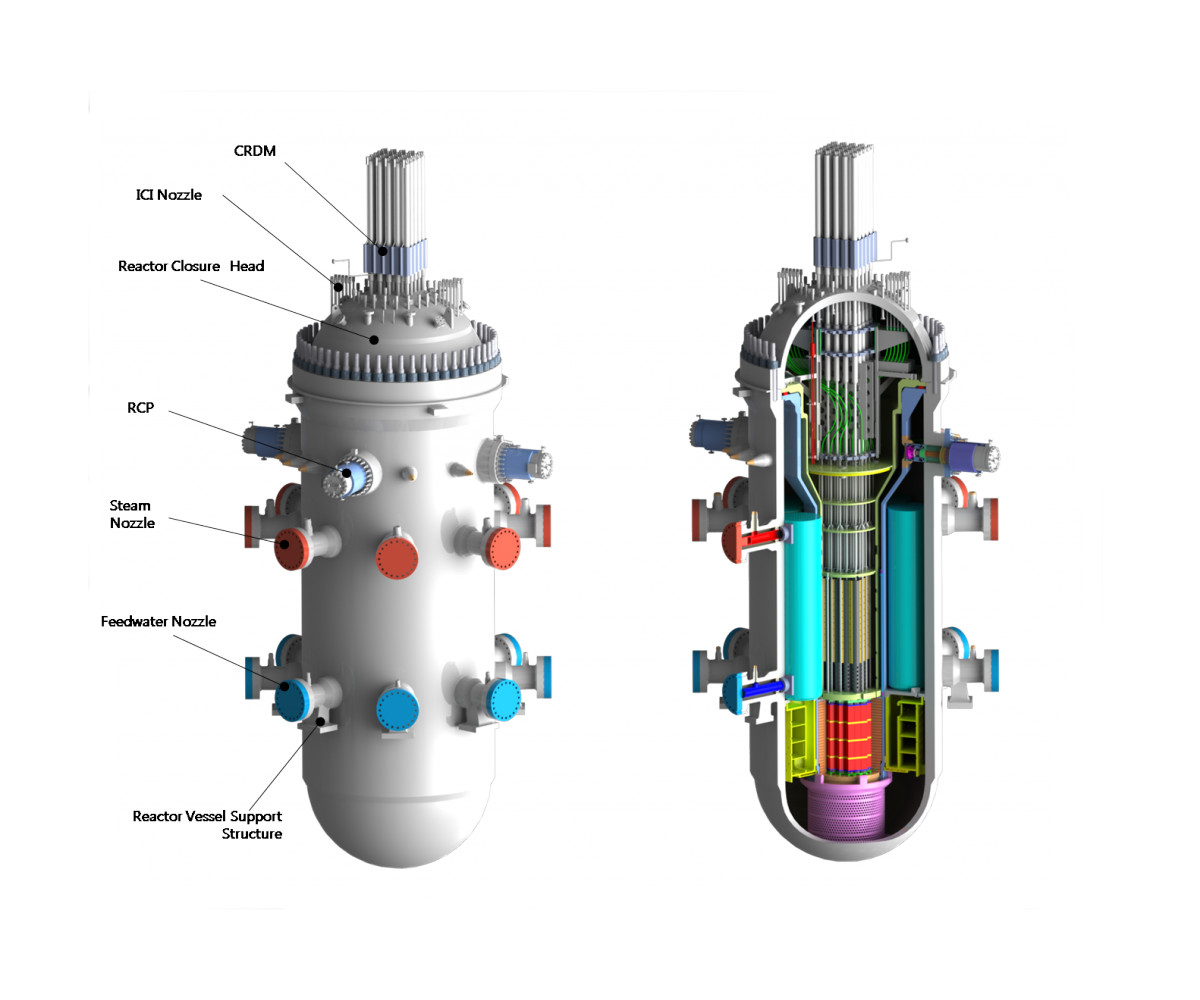 CRDM
ICI Nozzle
Reactor Closure Head
RCP
Steam
Nozzle
Feedwater Nozzle
Reactor Vessel Support
Structure